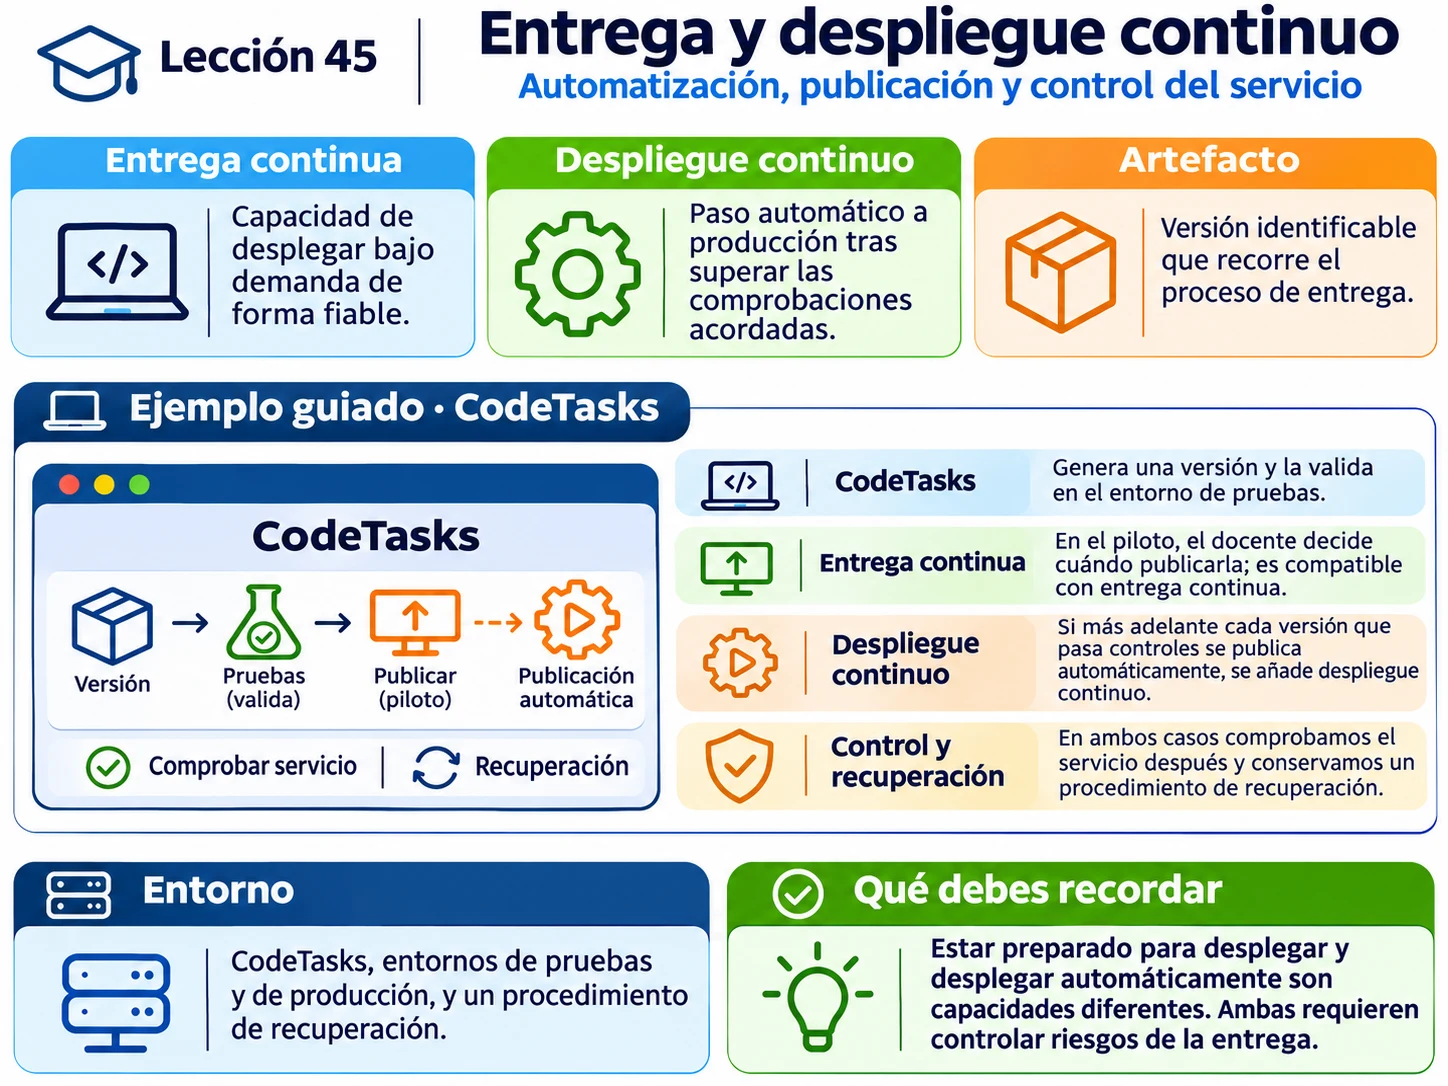 Lección 45
Entrega y despliegue continuo
Automatización, publicación y control del servicio
Entrega continua
Capacidad de
desplegar bajo
demanda de
forma fiable.
Despliegue continuo
Paso automático a
producción tras
superar las
comprobaciones
acordadas.
Artefacto
Versión identificable
que recorre el
proceso de entrega.
Ejemplo guiado · CodeTasks
CodeTasks
Versión
Pruebas
(valida)
Publicar
(piloto)
Publicación
automática
Comprobar servicio
Recuperación
CodeTasks
Genera una versión y la valida
en el entorno de pruebas.
Entrega continua
En el piloto, el docente decide
cuándo publicarla; es compatible
con entrega continua.
Despliegue
continuo
Si más adelante cada versión que
pasa controles se publica
automáticamente, se añade despliegue
continuo.
Control y
recuperación
En ambos casos comprobamos el
servicio después y conservamos un
procedimiento de recuperación.
Entorno
CodeTasks, entornos de pruebas
y de producción, y un procedimiento
de recuperación.
Qué debes recordar
Estar preparado para desplegar y
desplegar automáticamente son
capacidades diferentes. Ambas requieren
controlar riesgos de la entrega.